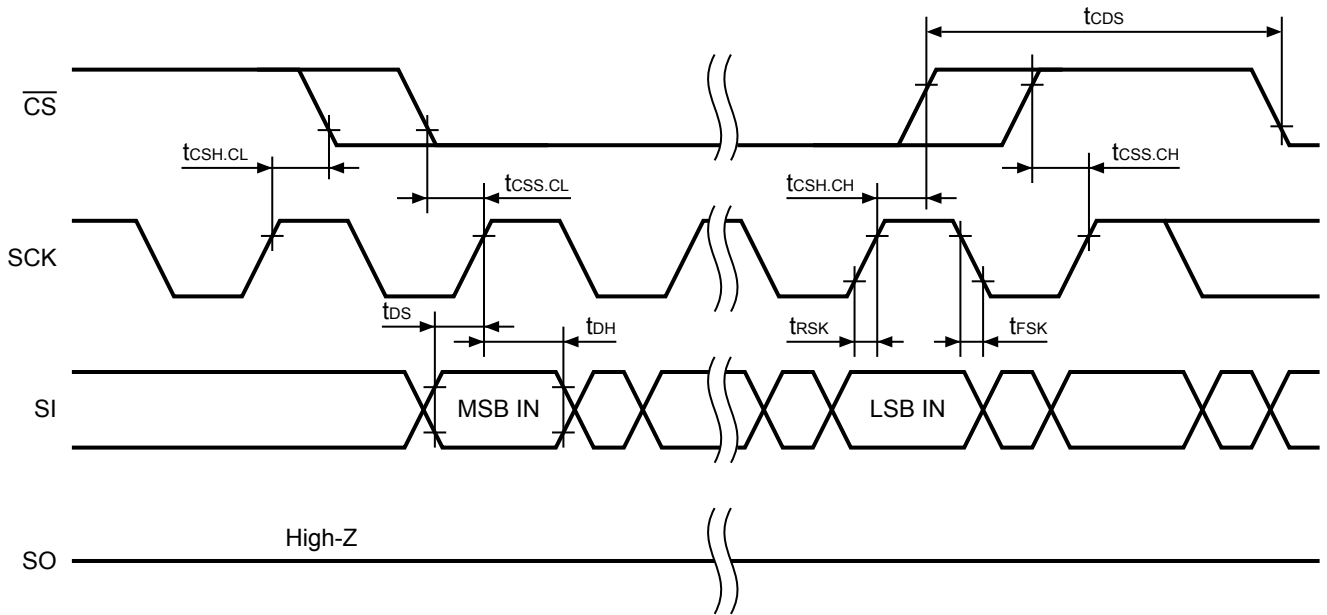 tCDS
CS
tCSH.CL
tCSS.CL
tCSH.CH
tCSS.CH
SCK
tDS
tDH
tRSK
tFSK
SI
MSB IN
LSB IN
High-Z
SO